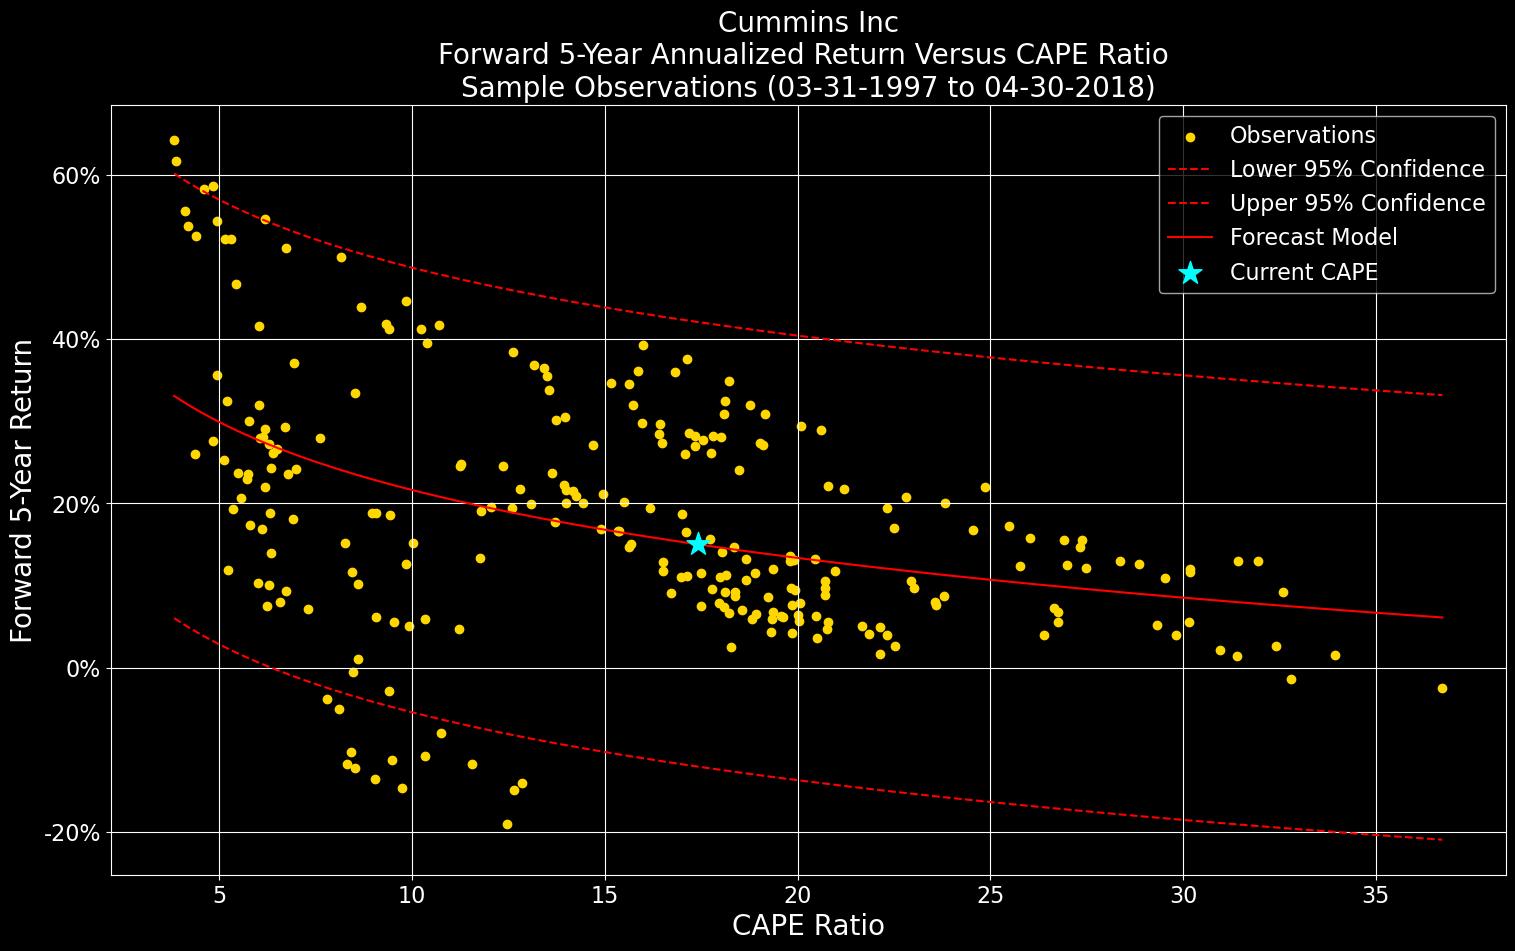 Cummins Inc
Forward 5-Year Annualized Return Versus CAPE Ratio
Sample Observations (03-31-1997 to 04-30-2018)
Observations
Lower 95% Confidence
Upper 95% Confidence
Forecast Model
Current CAPE
Forward 5-Year Return
60%
40%
20%
0%
-20%
5 10 15 20 25 30 35
CAPE Ratio